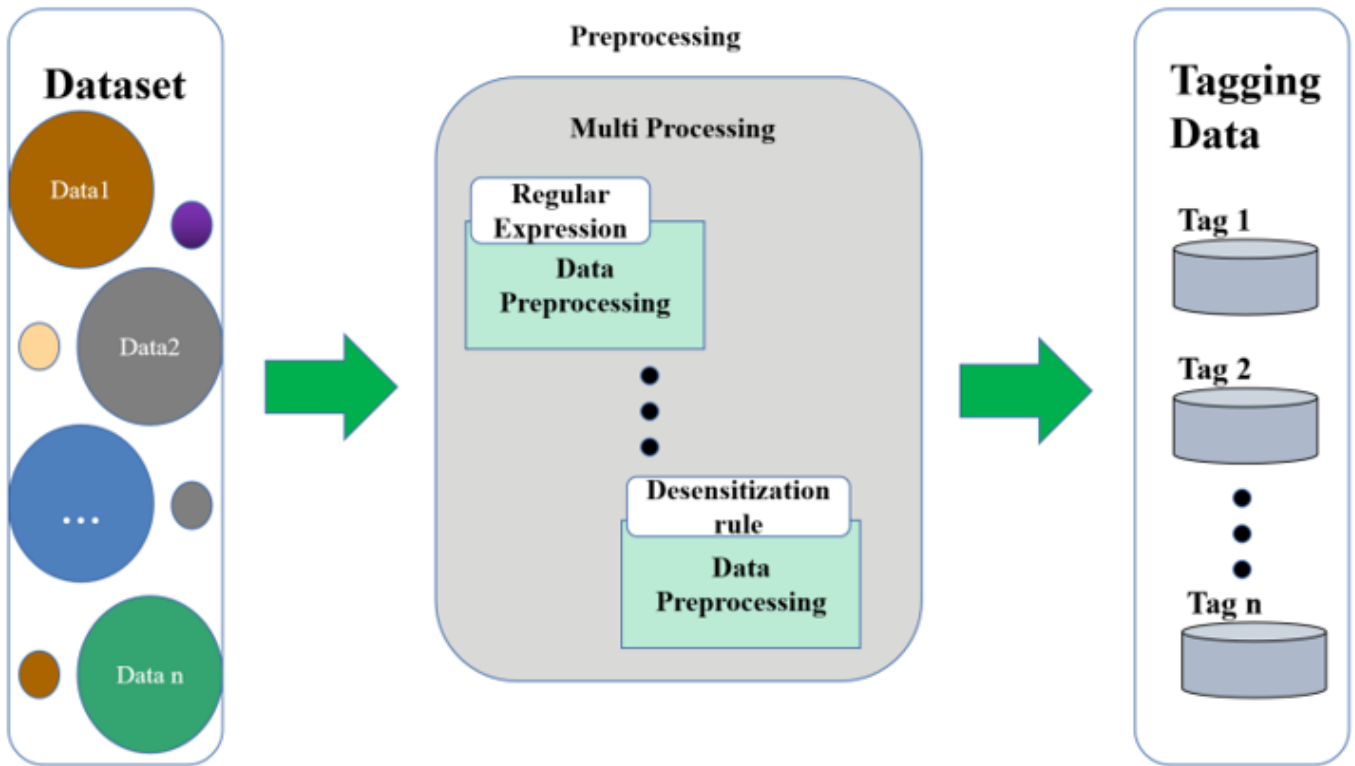 Dataset
Data1
Data2
...
Data n
Preprocessing
Multi Processing
Regular
Expression
Data
Preprocessing
Desensitization
rule
Data
Preprocessing
Tagging
Data
Tag 1
Tag 2
Tag n